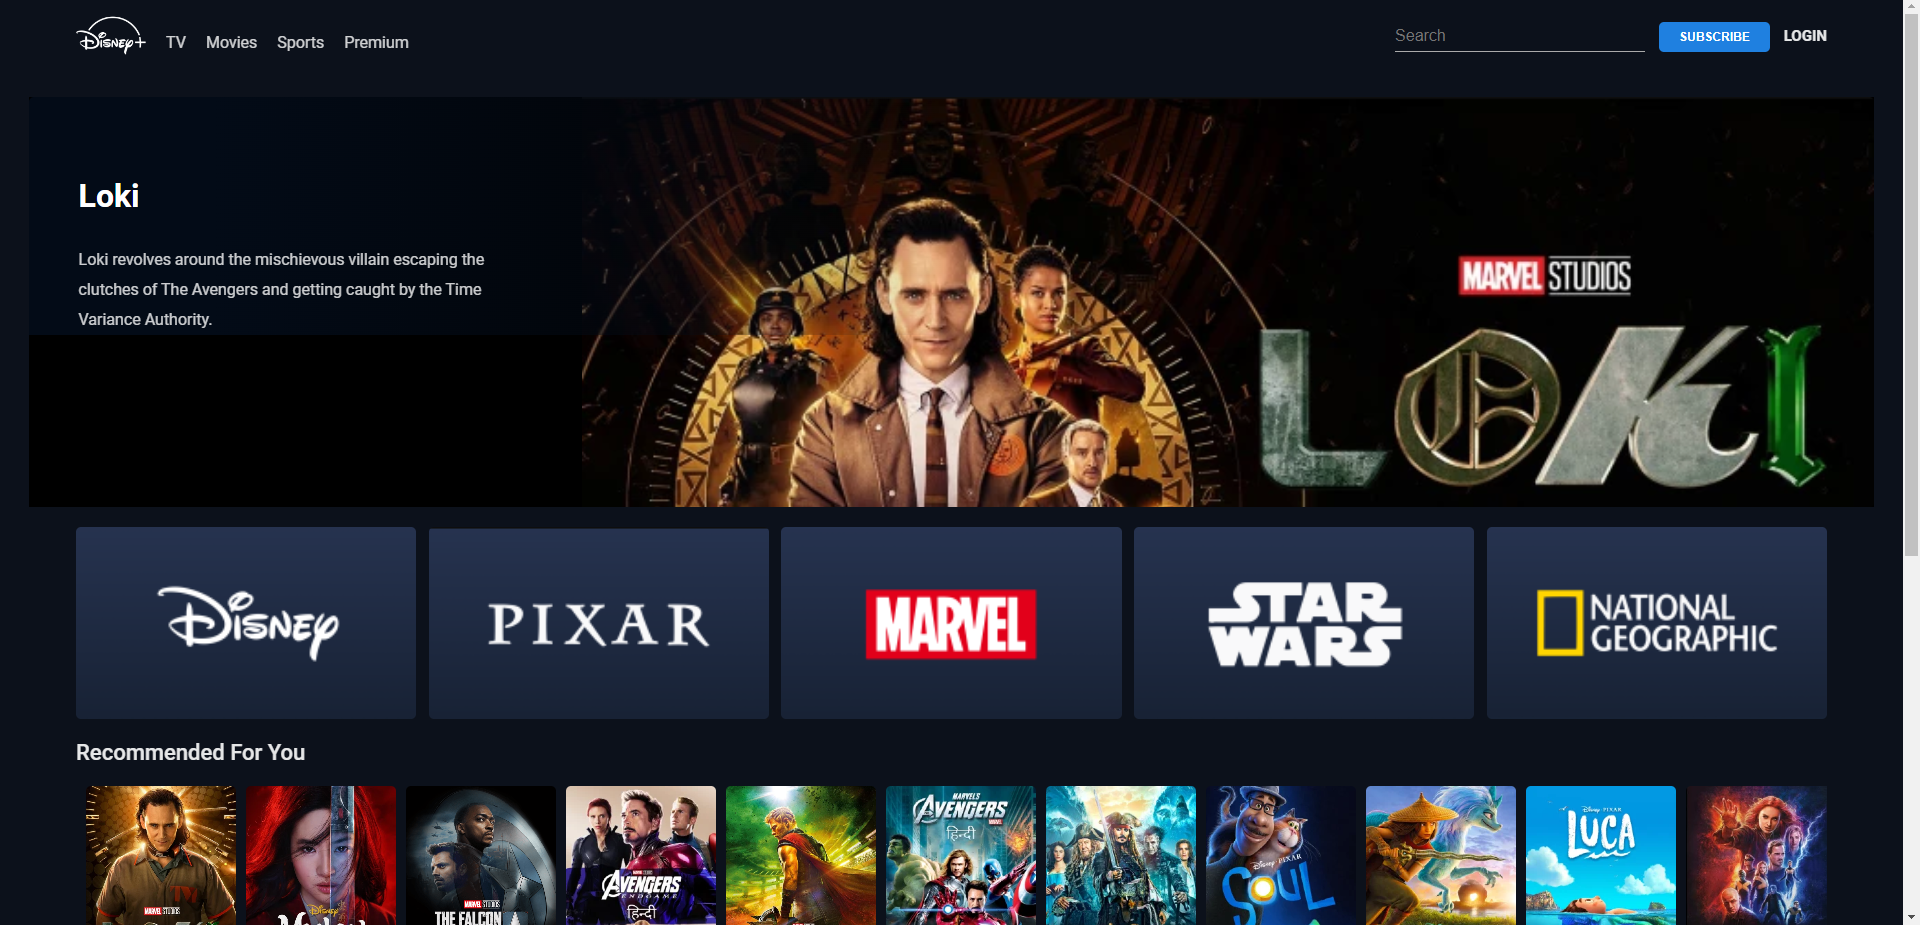 Disney+
TV
Movies
Sports
Premium
Search
SUBSCRIBE
LOGIN
Loki
Loki revolves around the mischievous villain escaping the
clutches of The Avengers and getting caught by the Time
Variance Authority.
MARVEL STUDIOS
LOKI
Disney
PIXAR
MARVEL
STAR
WARS
NATIONAL
GEOGRAPHIC
Recommended For You
MARVEL STUDIOS
Disney
MARVEL STUDIOS
THE FALCON
MARVEL STUDIOS
AVENGERS
ENDGAME
हिन्दी
MARVEL'S
AVENGERS
हिन्दी
Disney PIXAR
SOUL
Disney PIXAR
LUCA